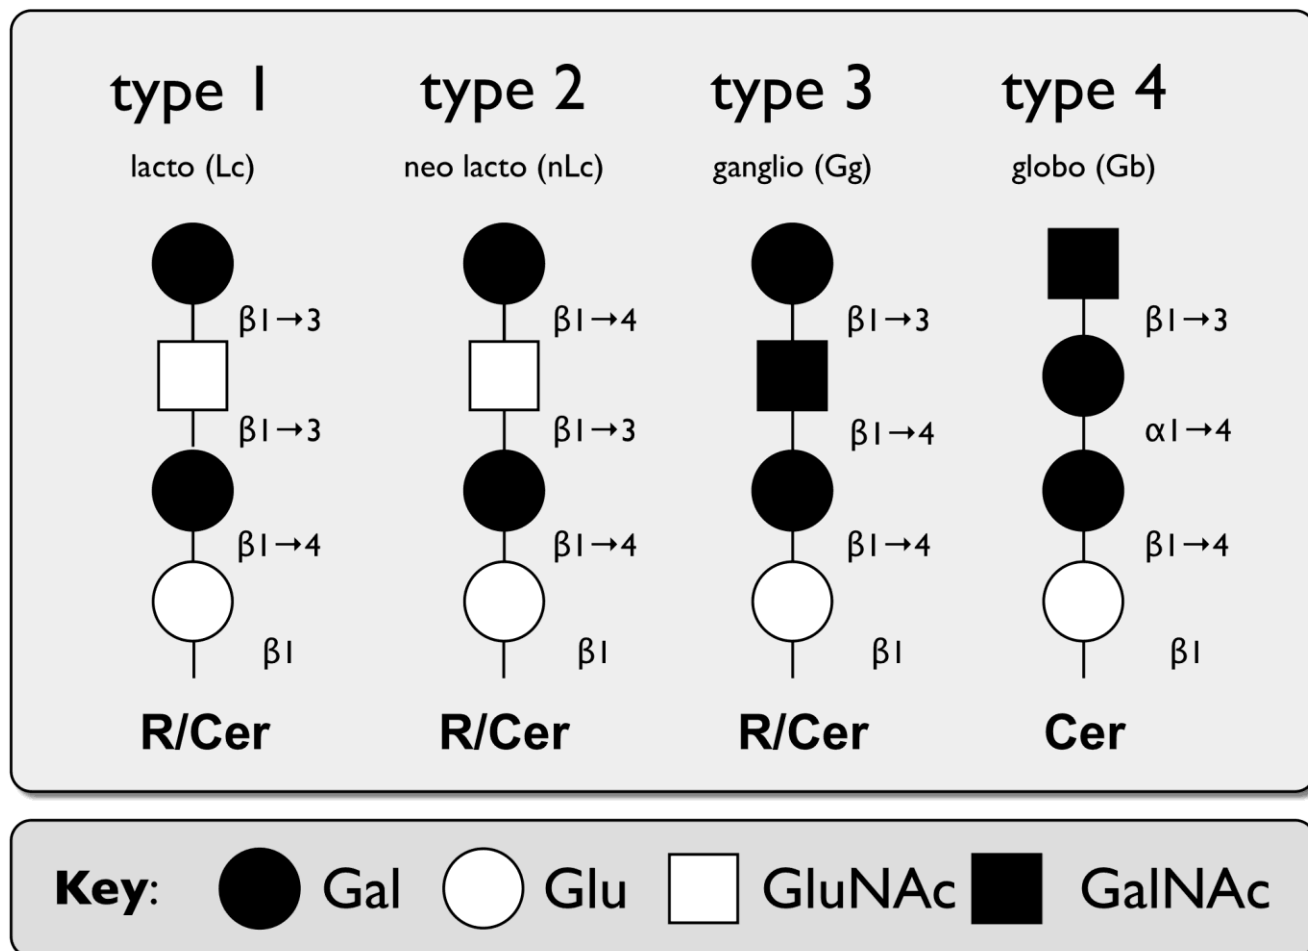 type 1 type 2 type 3 type 4
lacto (Lc) neo lacto (nLc) ganglio (Gg) globo (Gb)
β1→3 β1→4 β1→3 β1→3
β1→3 β1→3 β1→4 α1→4
β1→4 β1→4 β1→4 β1→4
β1 β1 β1 β1
R/Cer R/Cer R/Cer Cer
Key: Gal Glu GluNAc GalNAc